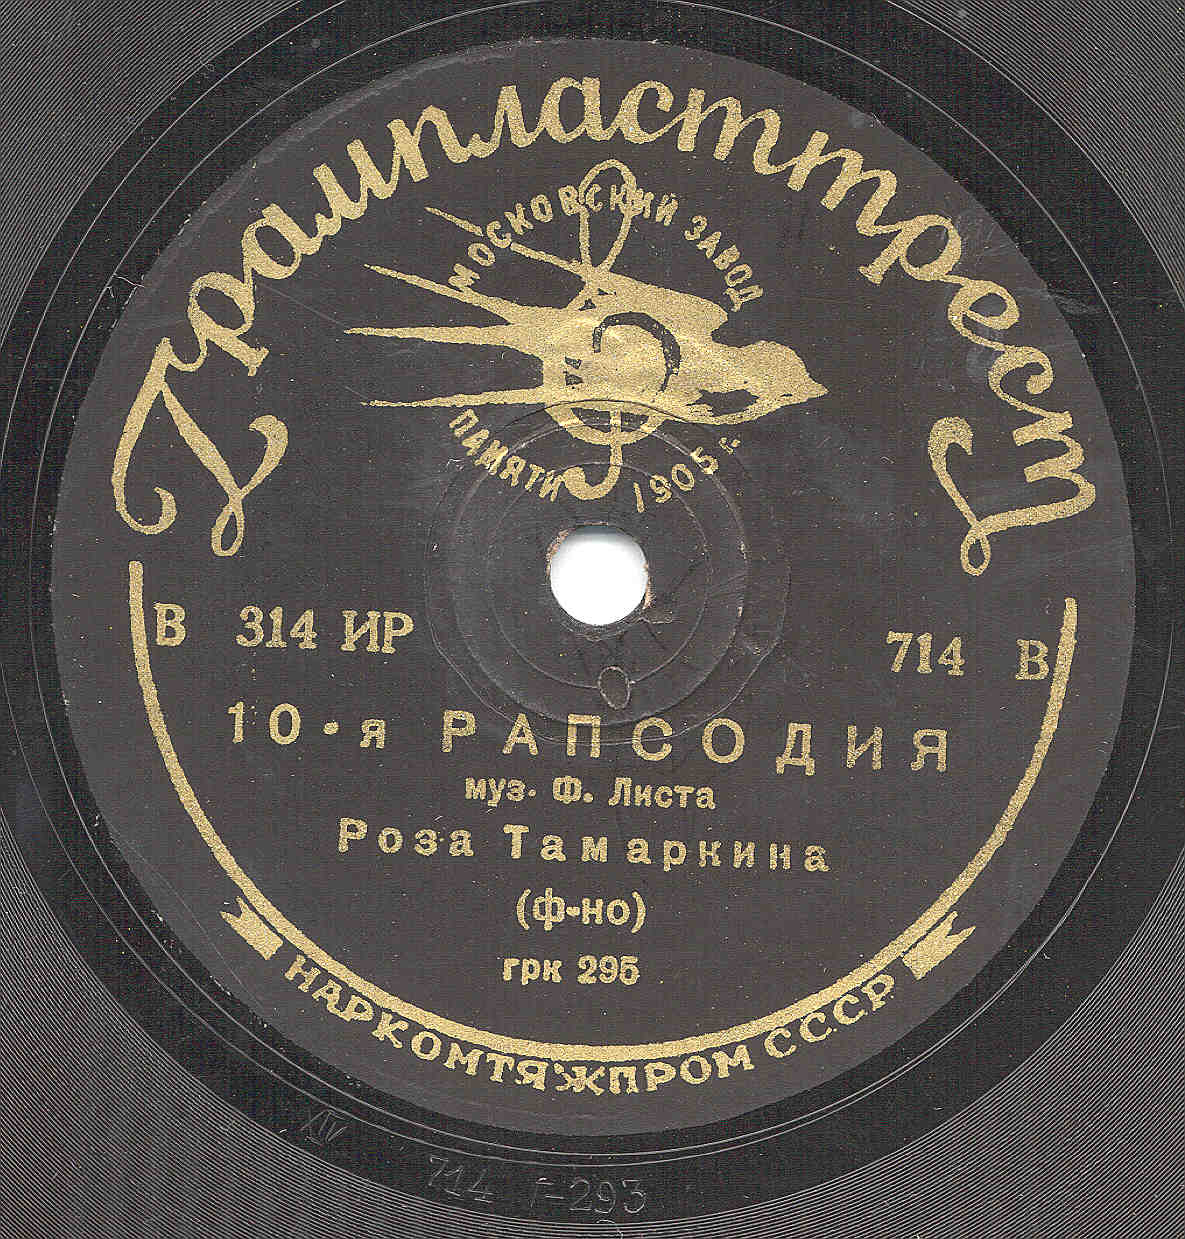 Грампласттрест
МОСКОВСКИЙ ЗАВОД
ПАМЯТИ 1905 г.
В 314 ИР
714 В
10-я РАПСОДИЯ
муз. Ф. Листа
Роза Тамаркина
(ф-но)
грк 295
НАРКОМТЯЖПРОМ СССР
XIV
714 Г-293